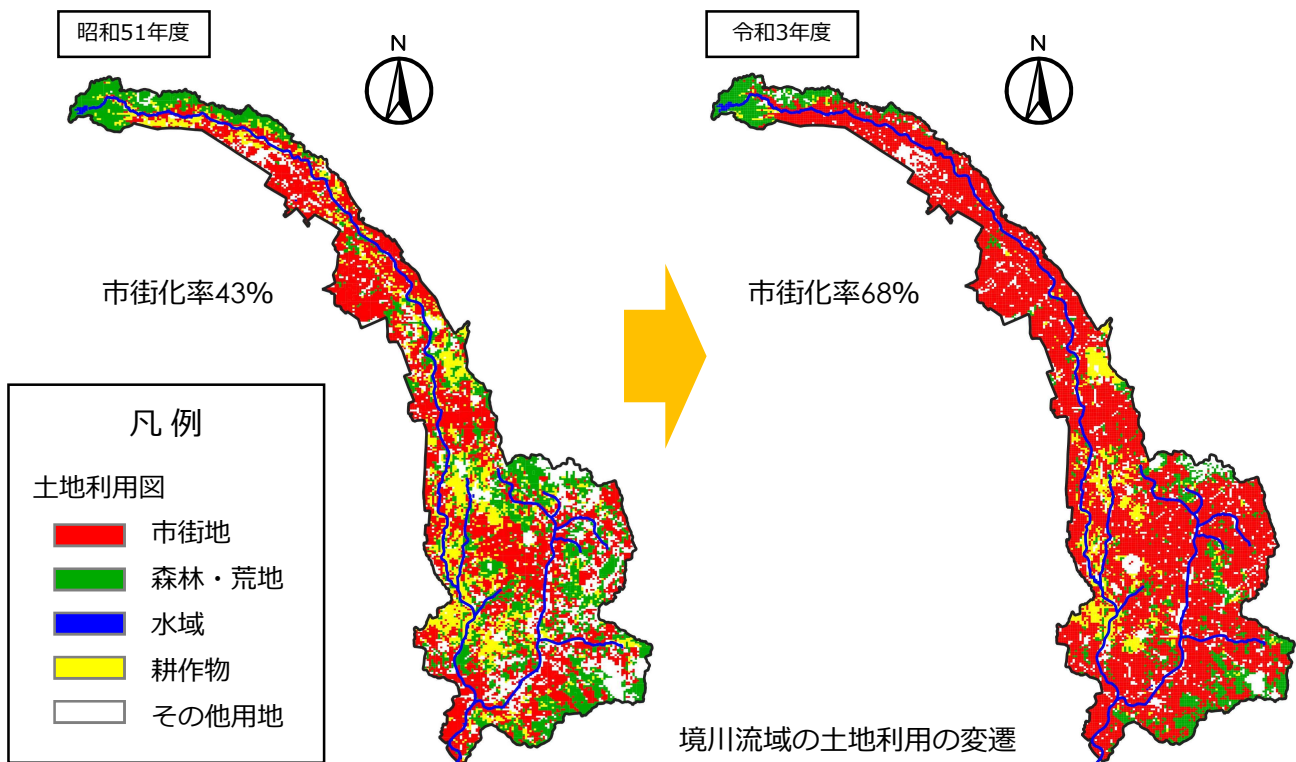 昭和51年度
N
市街化率43%
令和3年度
N
市街化率68%
凡 例
土地利用図
市街地
森林・荒地
水域
耕作物
その他用地
境川流域の土地利用の変遷